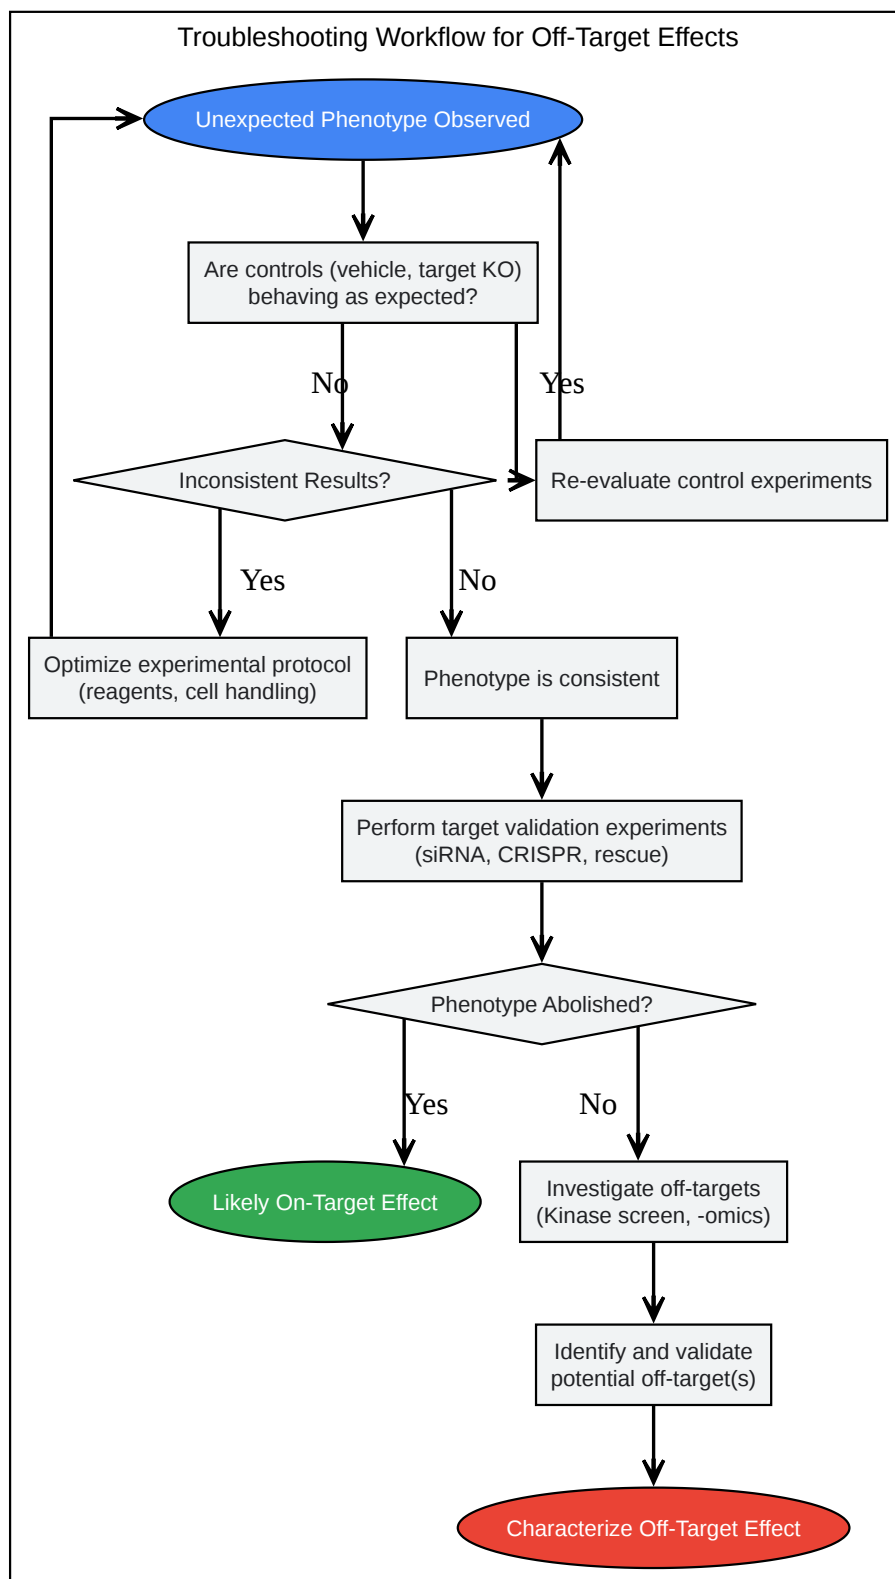 Troubleshooting Workflow for Off-Target Effects
Unexpected Phenotype Observed
Are controls (vehicle, target KO)
behaving as expected?
No
Yes
Inconsistent Results?
Re-evaluate control experiments
Yes
No
Optimize experimental protocol
(reagents, cell handling)
Phenotype is consistent
Perform target validation experiments
(siRNA, CRISPR, rescue)
Phenotype Abolished?
Yes
No
Likely On-Target Effect
Investigate off-targets
(Kinase screen, -omics)
Identify and validate
potential off-target(s)
Characterize Off-Target Effect